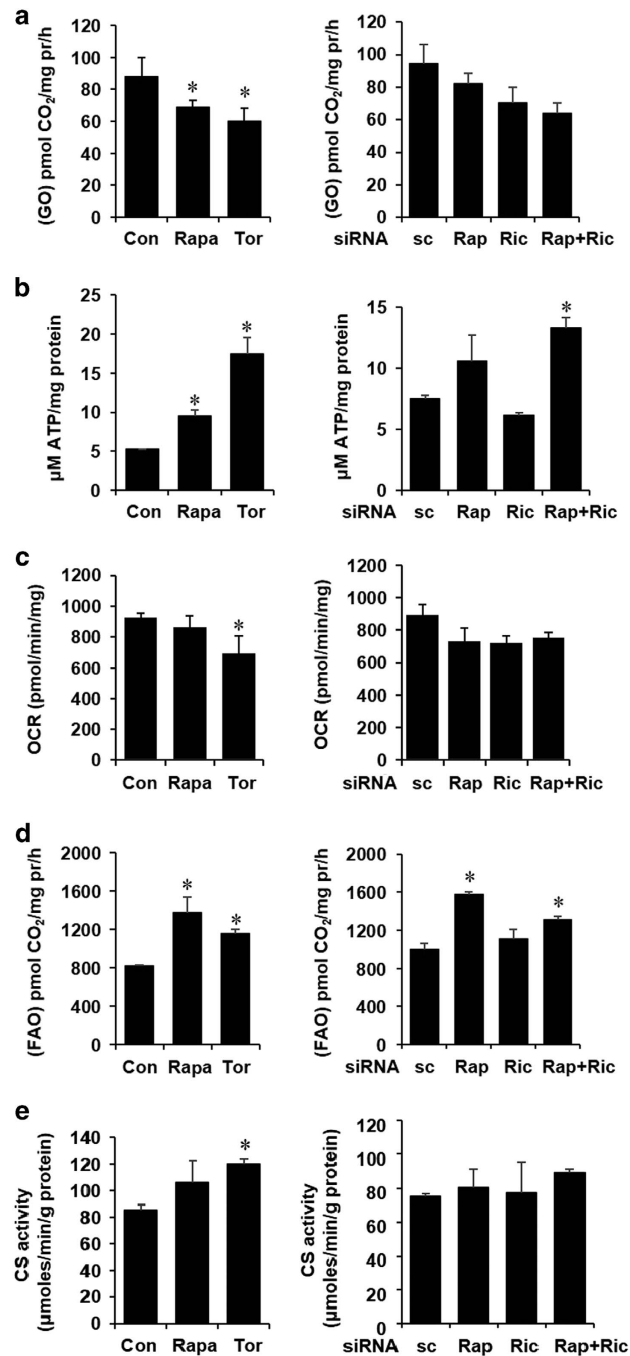 a
(GO) pmol CO₂/mg pr/h
120
100
80
60
40
20
0
*
*
Con Rapa Tor
(GO) pmol CO₂/mg pr/h
120
100
80
60
40
20
0
siRNA sc Rap Ric Rap+Ric
b
µM ATP/mg protein
25
20
15
10
5
0
*
*
Con Rapa Tor
µM ATP/mg protein
15
10
5
0
*
siRNA sc Rap Ric Rap+Ric
c
OCR (pmol/min/mg)
1200
1000
800
600
400
200
0
*
Con Rapa Tor
OCR (pmol/min/mg)
1200
1000
800
600
400
200
0
siRNA sc Rap Ric Rap+Ric
d
(FAO) pmol CO₂/mg pr/h
2000
1600
1200
800
400
0
*
*
Con Rapa Tor
(FAO) pmol CO₂/mg pr/h
2000
1600
1200
800
400
0
*
*
siRNA sc Rap Ric Rap+Ric
e
CS activity
(µmoles/min/g protein)
140
120
100
80
60
40
20
0
*
Con Rapa Tor
CS activity
(µmoles/min/g protein)
120
100
80
60
40
20
0
siRNA sc Rap Ric Rap+Ric